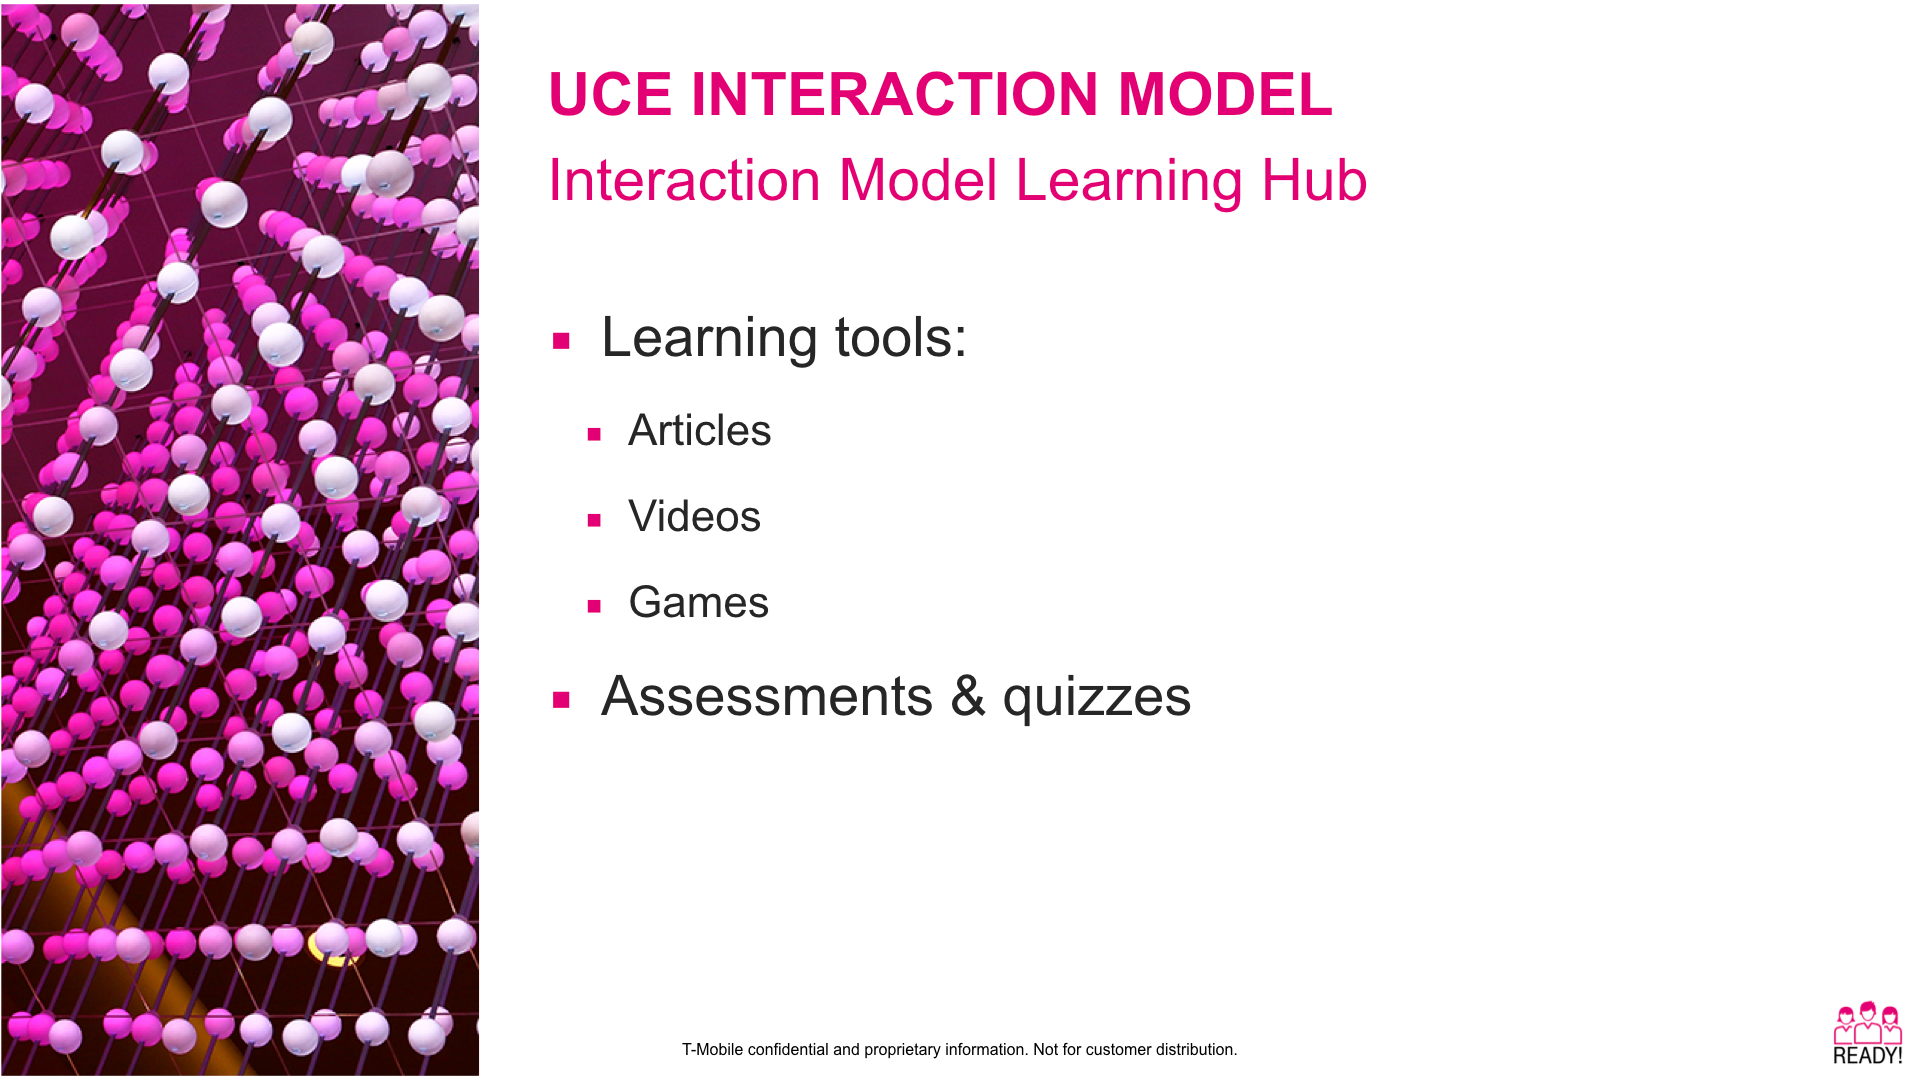 UCE INTERACTION MODEL
Interaction Model Learning Hub
Learning tools:
Articles
Videos
Games
Assessments & quizzes
T-Mobile confidential and proprietary information. Not for customer distribution.
READY!